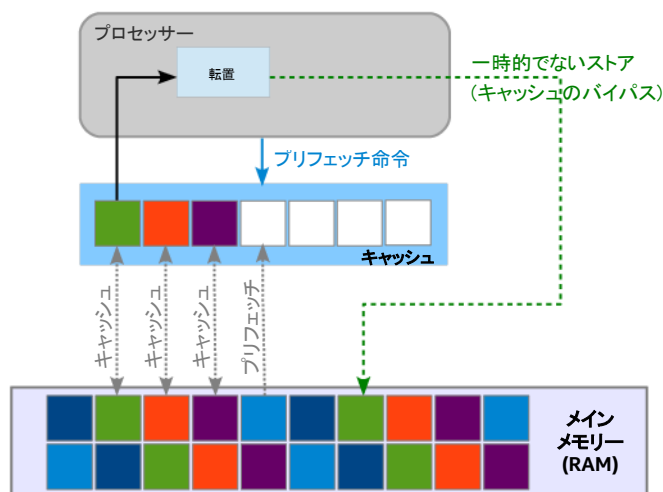 プロセッサー
転置
一時的でないストア
(キャッシュのバイパス)
プリフェッチ命令
キャッシュ
キャッシュ
キャッシュ
キャッシュ
プリフェッチ
メイン
メモリー
(RAM)